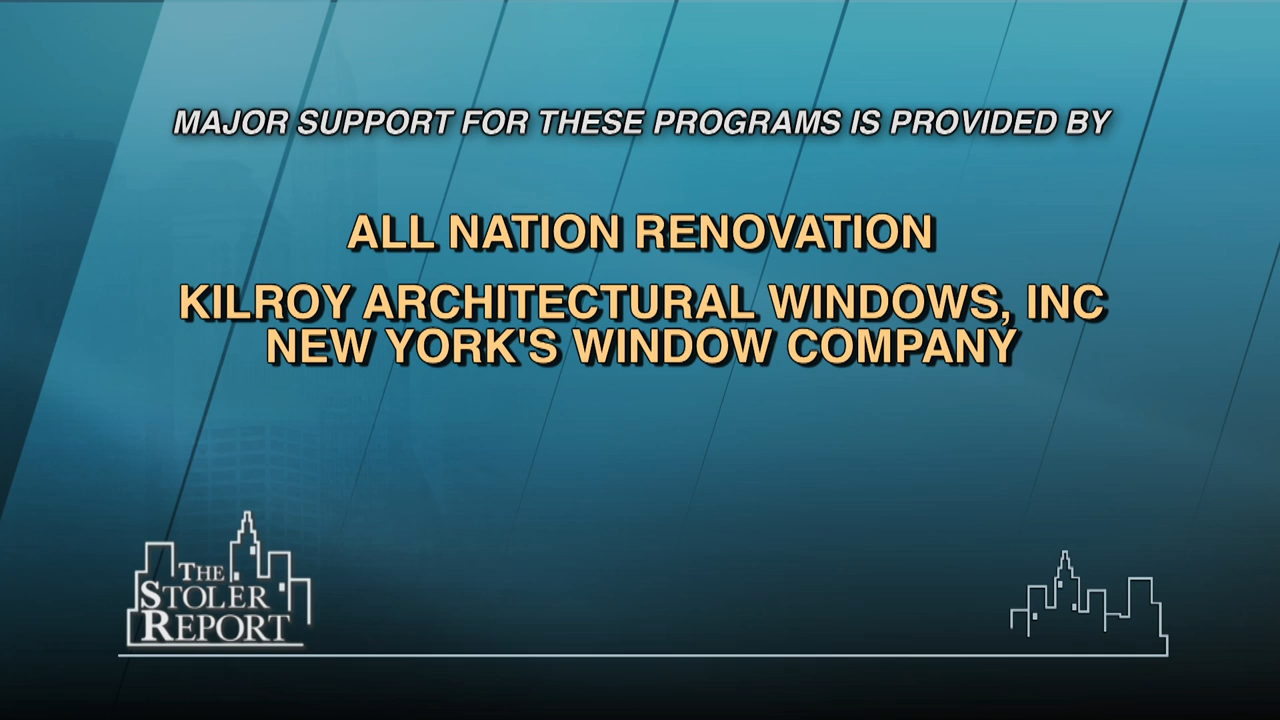 MAJOR SUPPORT FOR THESE PROGRAMS IS PROVIDED BY
ALL NATION RENOVATION
KILROY ARCHITECTURAL WINDOWS, INC
NEW YORK'S WINDOW COMPANY
THE
STOLER
REPORT